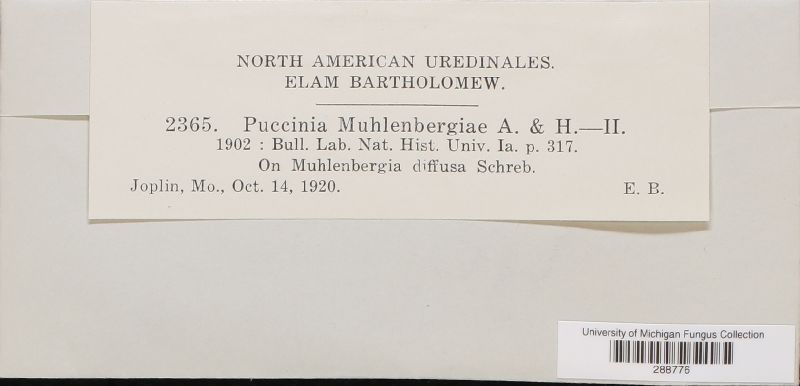 NORTH AMERICAN UREDINALES.
ELAM BARTHOLOMEW.
2365. Puccinia Muhlenbergiae A. & H.—II.
1902 : Bull. Lab. Nat. Hist. Univ. Ia. p. 317.
On Muhlenbergia diffusa Schreb.
Joplin, Mo., Oct. 14, 1920. E. B.
University of Michigan Fungus Collection
288776